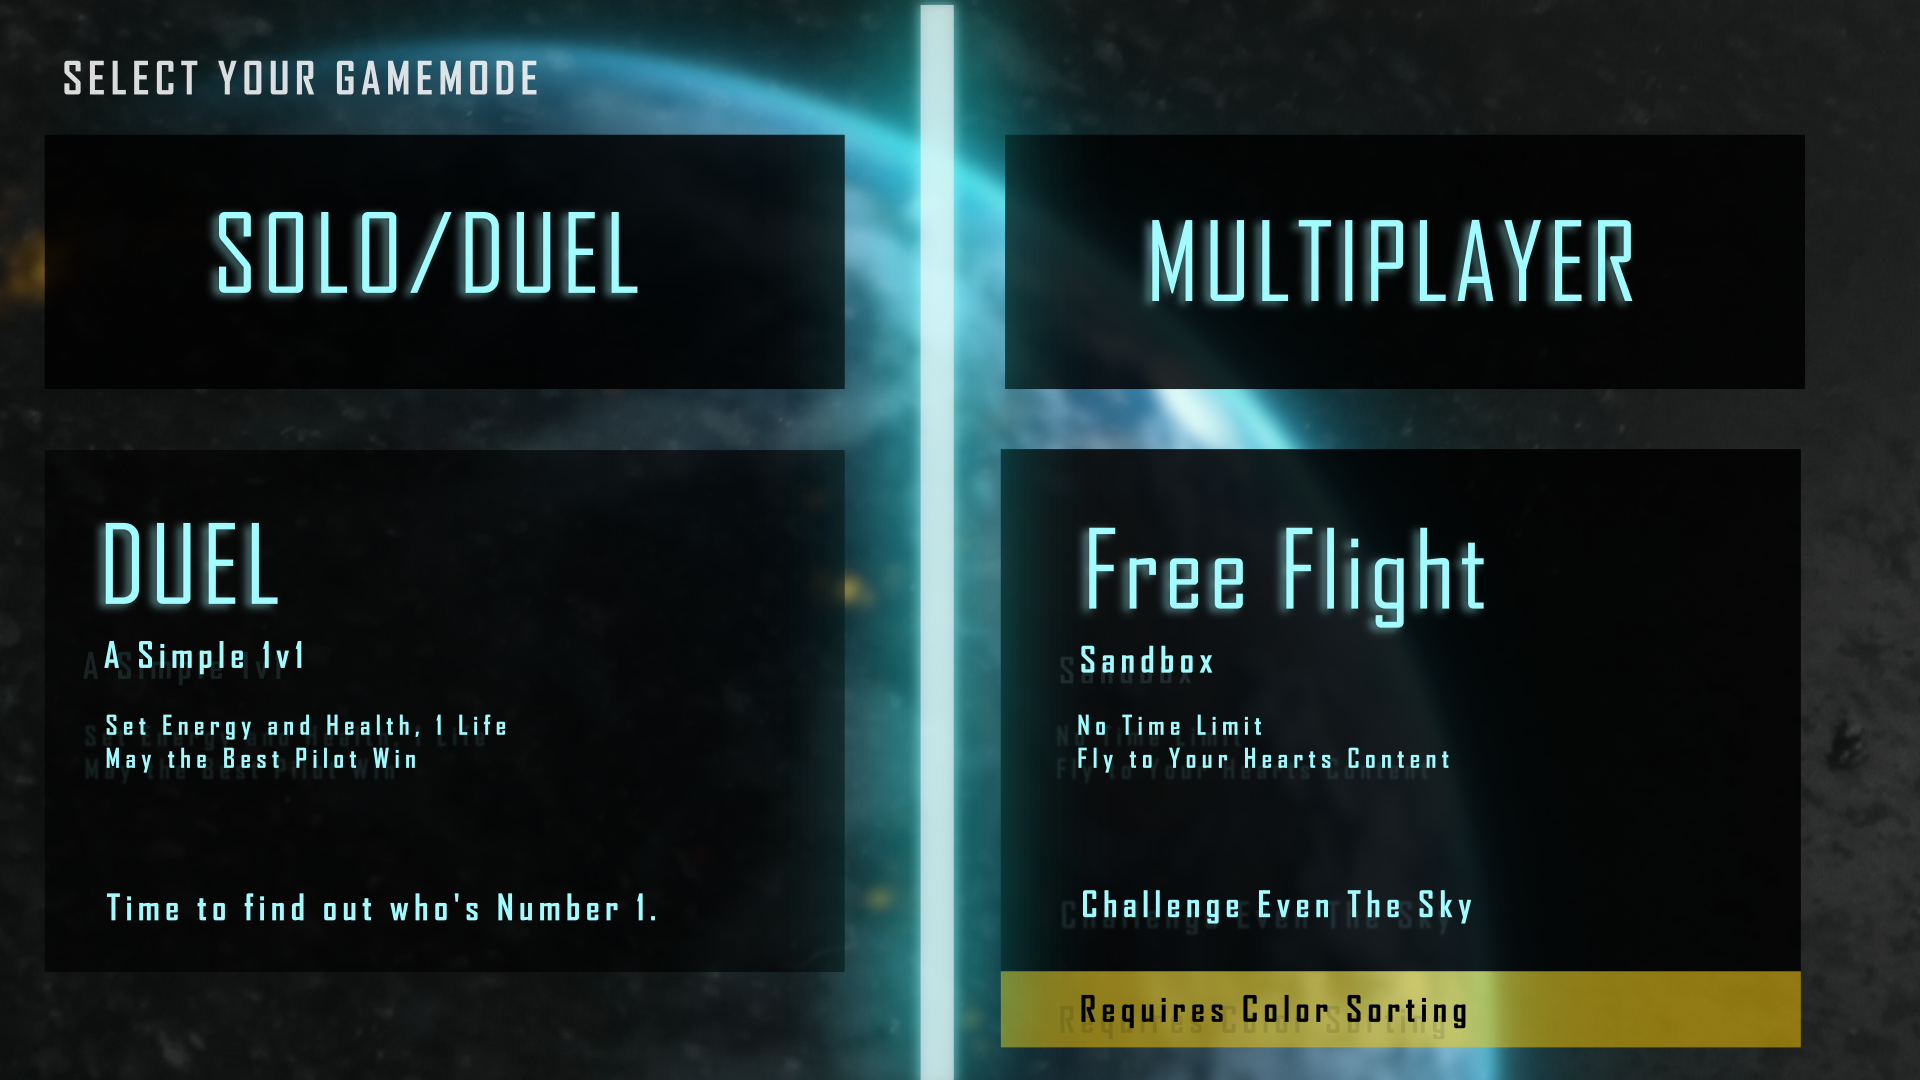 SELECT YOUR GAMEMODE
SOLO/DUEL
DUEL
A Simple 1v1
Set Energy and Health, 1 Life
May the Best Pilot Win
Time to find out who's Number 1.
MULTIPLAYER
Free Flight
Sandbox
No Time Limit
Fly to Your Hearts Content
Challenge Even The Sky
Requires Color Sorting